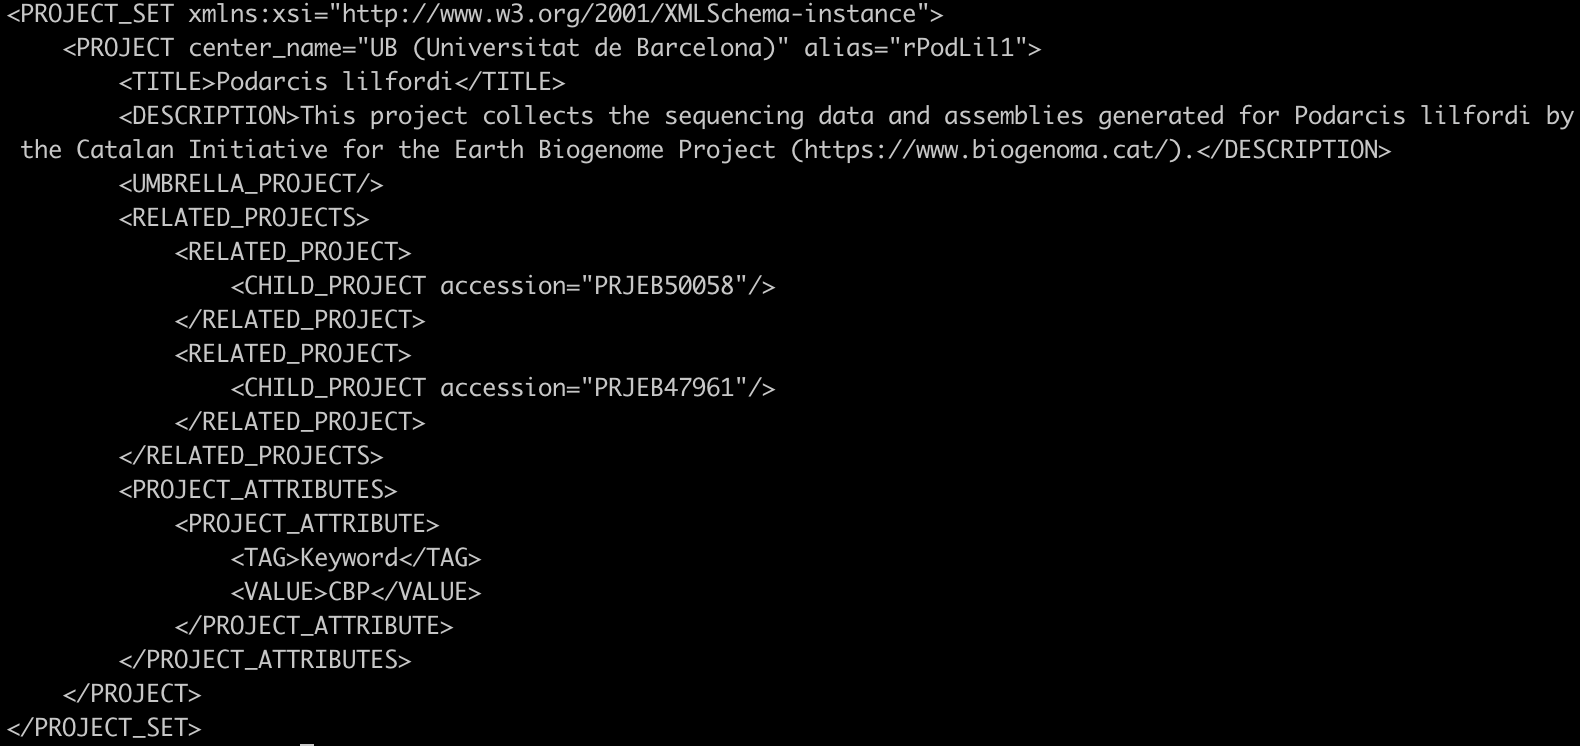 <PROJECT_SET xmlns:xsi="http://www.w3.org/2001/XMLSchema-instance">
    <PROJECT center_name="UB (Universitat de Barcelona)" alias="rPodLil1">
        <TITLE>Podarcis lilfordi</TITLE>
        <DESCRIPTION>This project collects the sequencing data and assemblies generated for Podarcis lilfordi by
 the Catalan Initiative for the Earth Biogenome Project (https://www.biogenoma.cat/).</DESCRIPTION>
        <UMBRELLA_PROJECT/>
        <RELATED_PROJECTS>
            <RELATED_PROJECT>
                <CHILD_PROJECT accession="PRJEB50058"/>
            </RELATED_PROJECT>
            <RELATED_PROJECT>
                <CHILD_PROJECT accession="PRJEB47961"/>
            </RELATED_PROJECT>
        </RELATED_PROJECTS>
        <PROJECT_ATTRIBUTES>
            <PROJECT_ATTRIBUTE>
                <TAG>Keyword</TAG>
                <VALUE>CBP</VALUE>
            </PROJECT_ATTRIBUTE>
        </PROJECT_ATTRIBUTES>
    </PROJECT>
</PROJECT_SET>